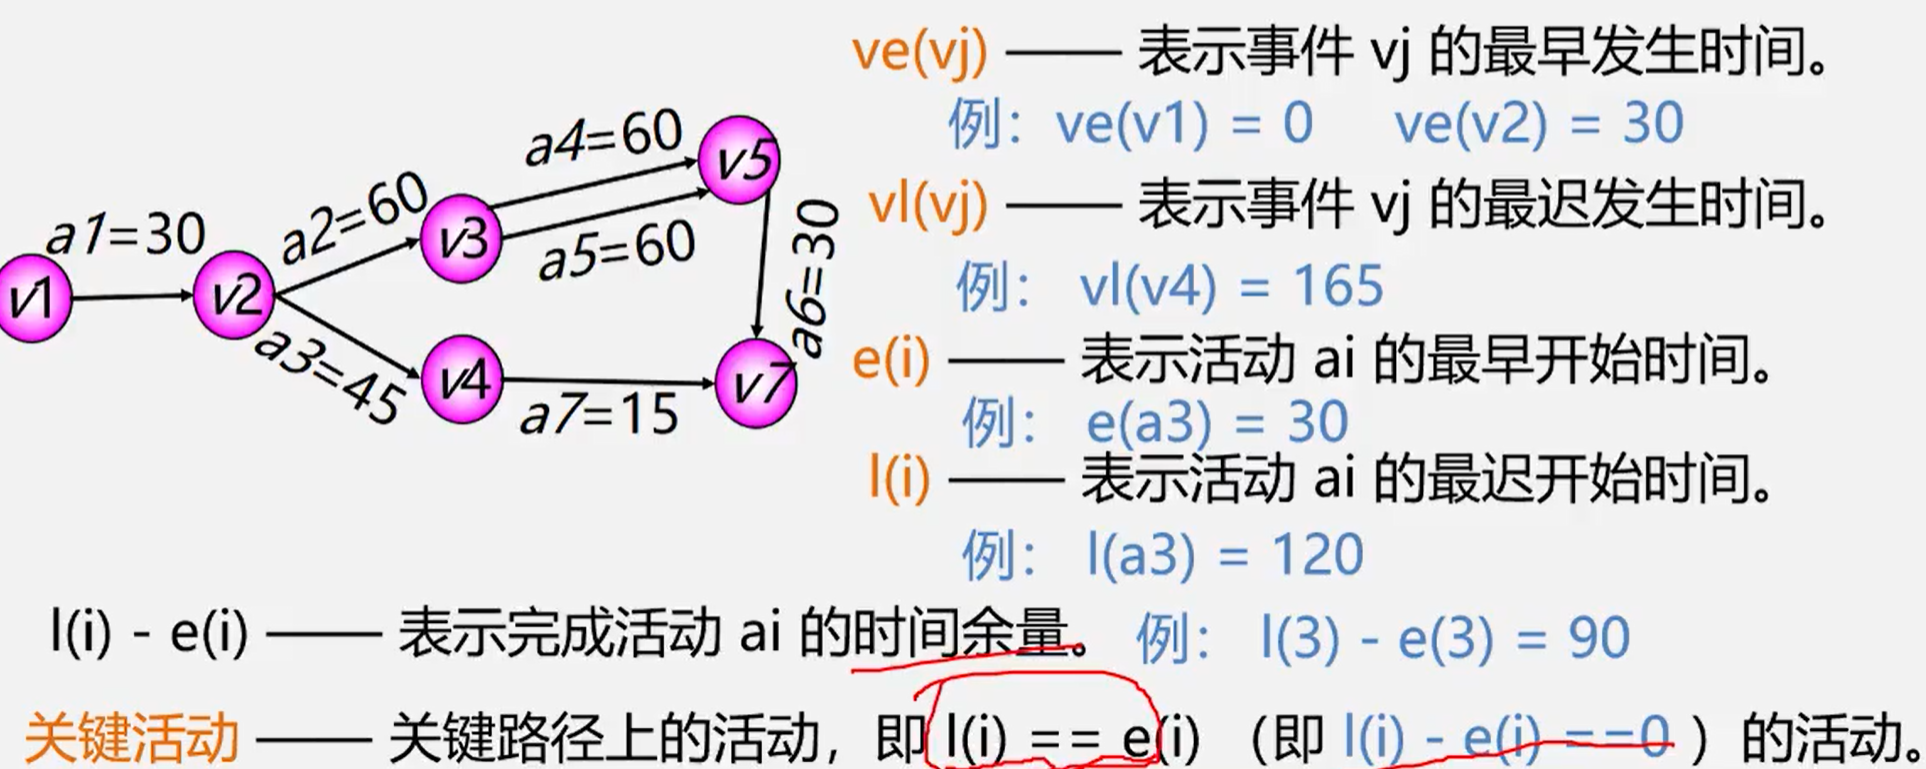 ve(vj) —— 表示事件 vj 的最早发生时间。
例：ve(v1) = 0 ve(v2) = 30
vl(vj) —— 表示事件 vj 的最迟发生时间。
例： vl(v4) = 165
e(i) —— 表示活动 ai 的最早开始时间。
例： e(a3) = 30
l(i) —— 表示活动 ai 的最迟开始时间。
例： l(a3) = 120
a4=60
v5
a2=60
a1=30
v3
a5=60
a6=30
v1
v2
a3=45
v4
v7
a7=15
l(i) - e(i) —— 表示完成活动 ai 的时间余量。 例： l(3) - e(3) = 90
关键活动 —— 关键路径上的活动，即 l(i) == e(i) （即 l(i) - e(i) ==0 ）的活动。